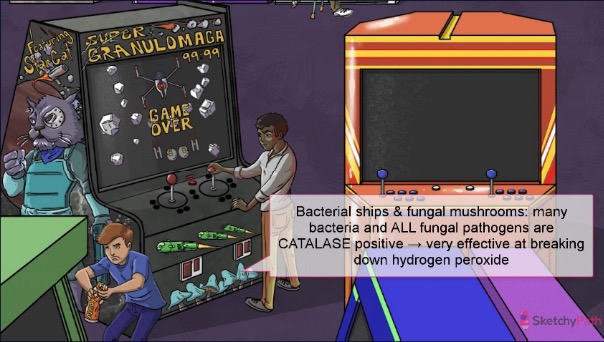 Featuring
StarCat!
SUPER
GRANULOMAGA
99-99
GAME
OVER
Bacterial ships & fungal mushrooms: many
bacteria and ALL fungal pathogens are
CATALASE positive → very effective at breaking
down hydrogen peroxide
SketchyPath